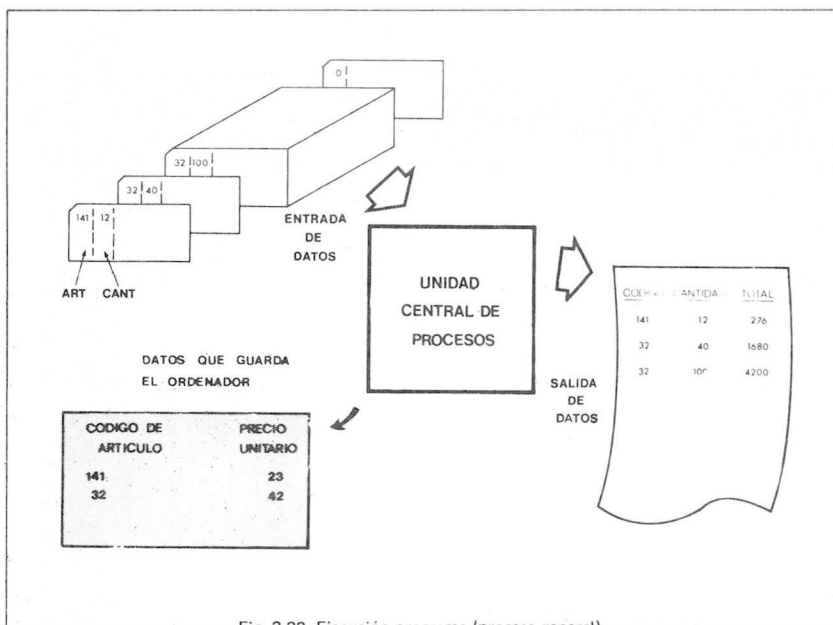 0
32 100
32 40
141 12
ART CANT
ENTRADA
DE
DATOS
UNIDAD
CENTRAL DE
PROCESOS
TOTAL
141 12 276
32 40 1680
32 4200
SALIDA
DE
DATOS
DATOS QUE GUARDA
EL ORDENADOR
CODIGO DE PRECIO
ARTICULO UNITARIO
141 23
32 42